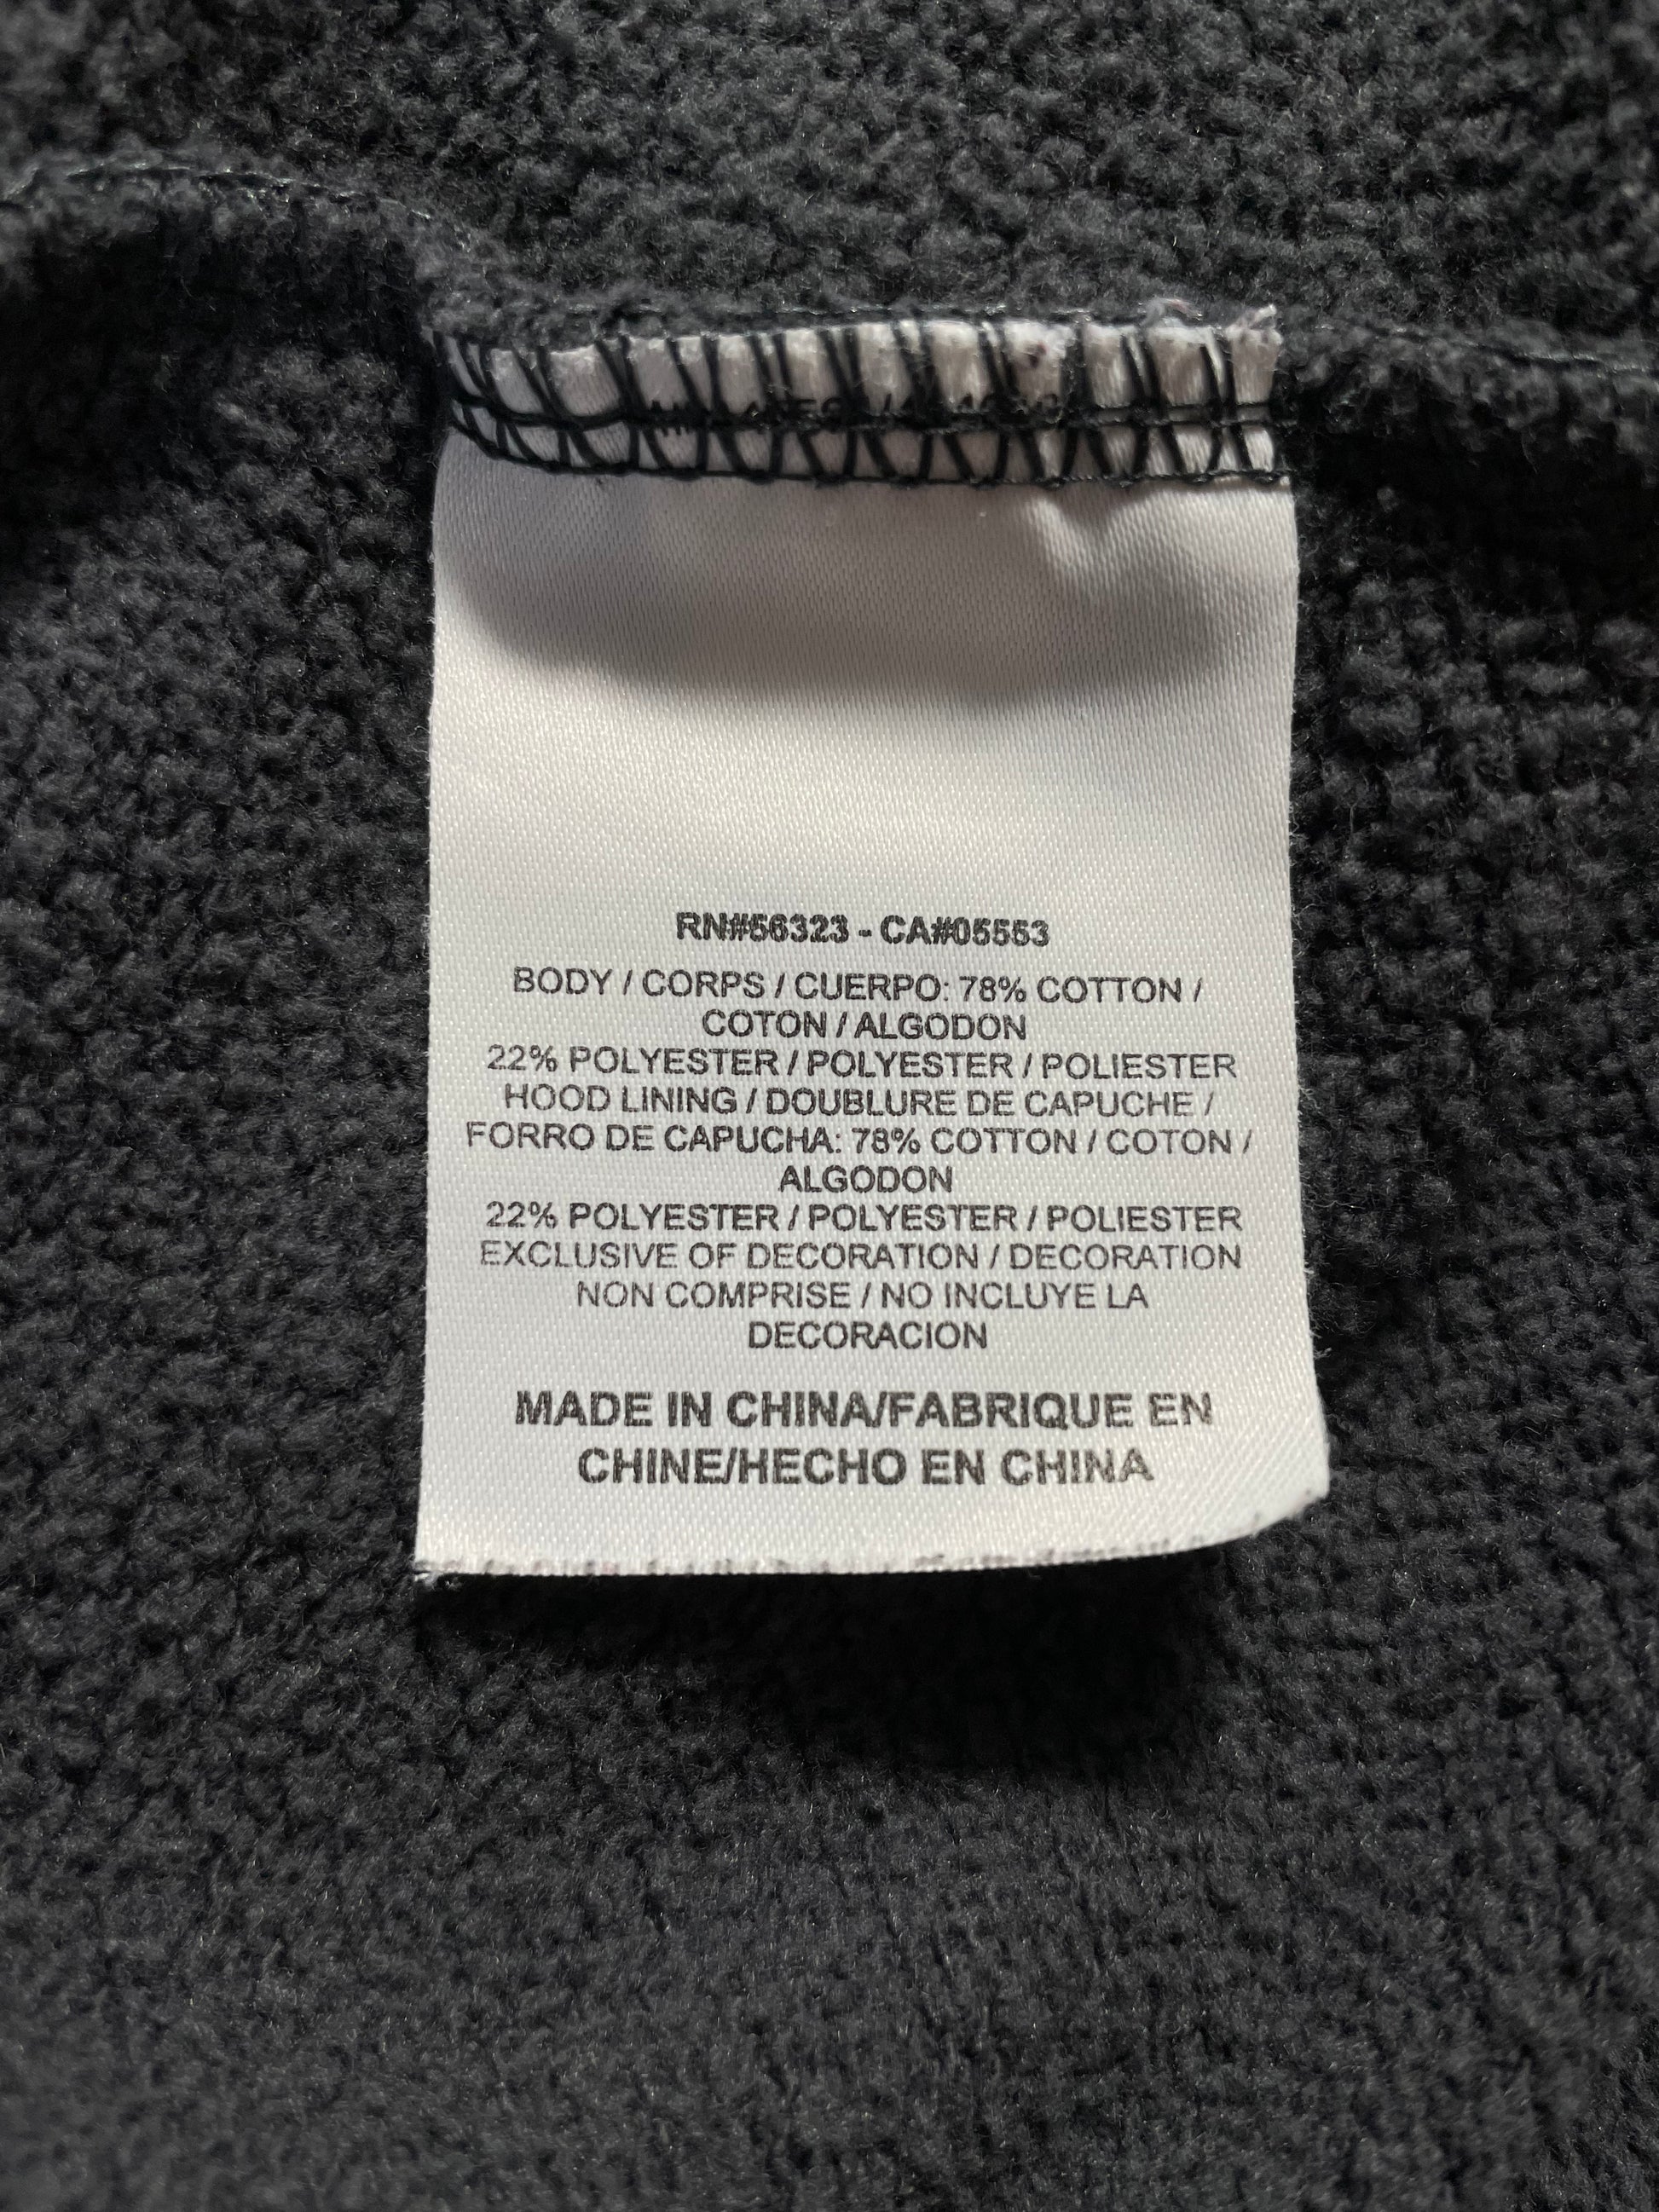 RN#56323 - CA#05553
BODY / CORPS / CUERPO: 78% COTTON /
COTON / ALGODON
22% POLYESTER / POLYESTER / POLIESTER
HOOD LINING / DOUBLURE DE CAPUCHE /
FORRO DE CAPUCHA: 78% COTTON / COTON /
ALGODON
22% POLYESTER / POLYESTER / POLIESTER
EXCLUSIVE OF DECORATION / DECORATION
NON COMPRISE / NO INCLUYE LA
DECORACION
MADE IN CHINA/FABRIQUE EN
CHINE/HECHO EN CHINA